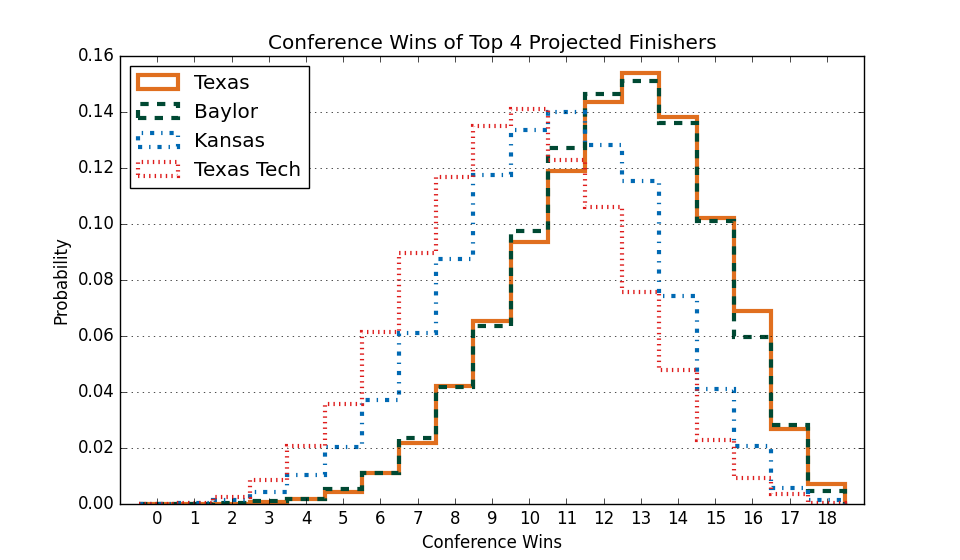 Conference Wins of Top 4 Projected Finishers
0.16
0.14
0.12
0.10
0.08
0.06
0.04
0.02
0.00
Probability
Texas
Baylor
Kansas
Texas Tech
0 1 2 3 4 5 6 7 8 9 10 11 12 13 14 15 16 17 18
Conference Wins